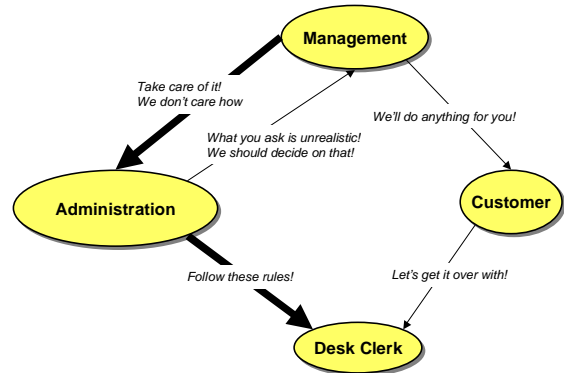 Management
Take care of it!
We don't care how
We'll do anything for you!
What you ask is unrealistic!
We should decide on that!
Administration
Customer
Follow these rules!
Let's get it over with!
Desk Clerk